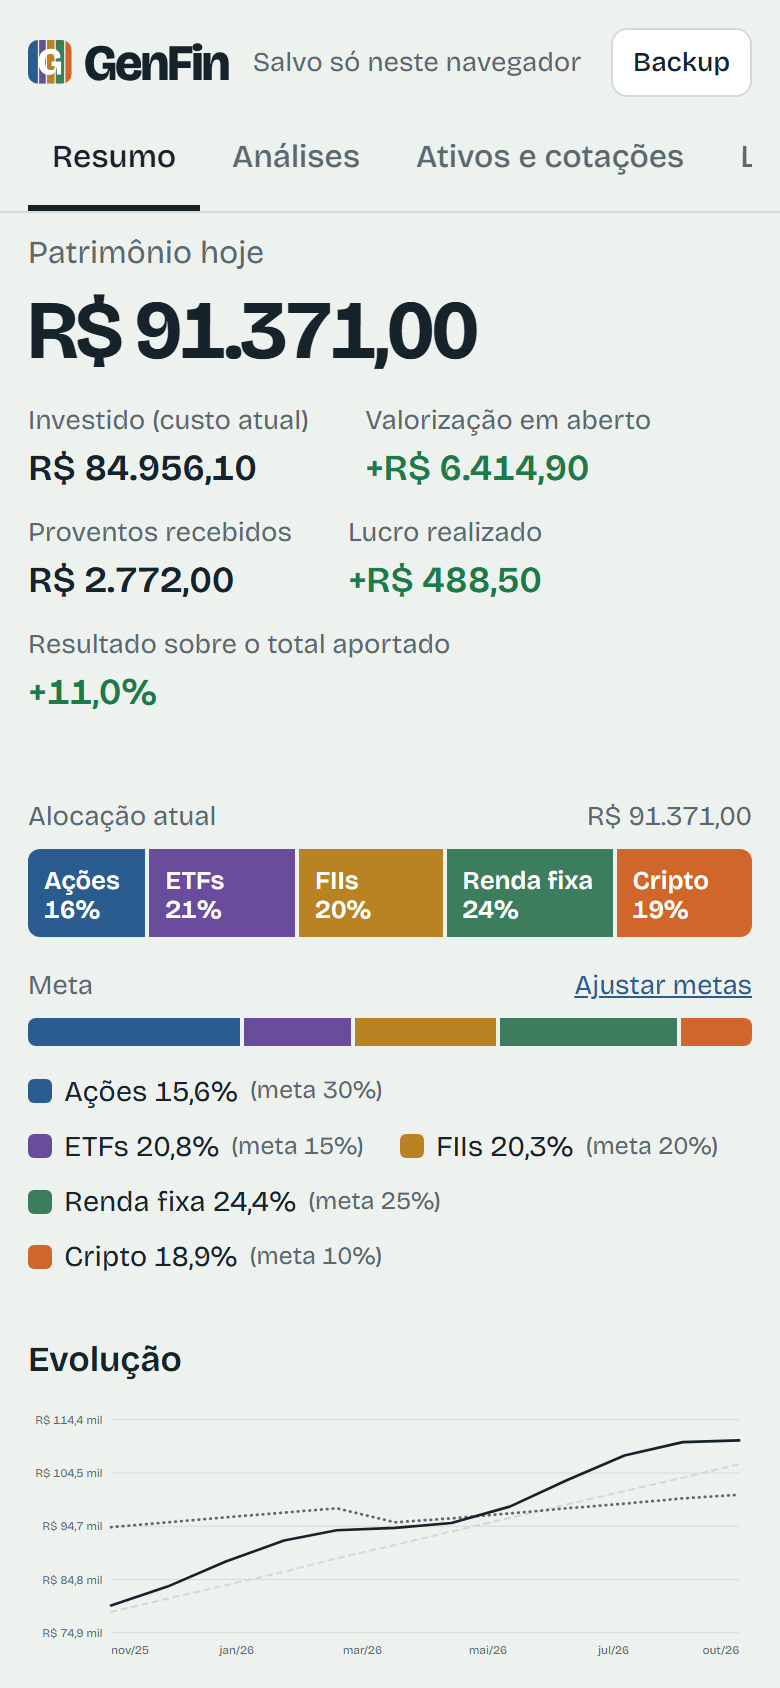 G GenFin Salvo só neste navegador Backup
Resumo Análises Ativos e cotações L
Patrimônio hoje
R$ 91.371,00
Investido (custo atual) Valorização em aberto
R$ 84.956,10 +R$ 6.414,90
Proventos recebidos Lucro realizado
R$ 2.772,00 +R$ 488,50
Resultado sobre o total aportado
+11,0%
Alocação atual R$ 91.371,00
Ações ETFs FIIs Renda fixa Cripto
16% 21% 20% 24% 19%
Meta Ajustar metas
Ações 15,6% (meta 30%)
ETFs 20,8% (meta 15%) FIIs 20,3% (meta 20%)
Renda fixa 24,4% (meta 25%)
Cripto 18,9% (meta 10%)
Evolução
R$ 114,4 mil
R$ 104,5 mil
R$ 94,7 mil
R$ 84,8 mil
R$ 74,9 mil
nov/25 jan/26 mar/26 mai/26 jul/26 out/26